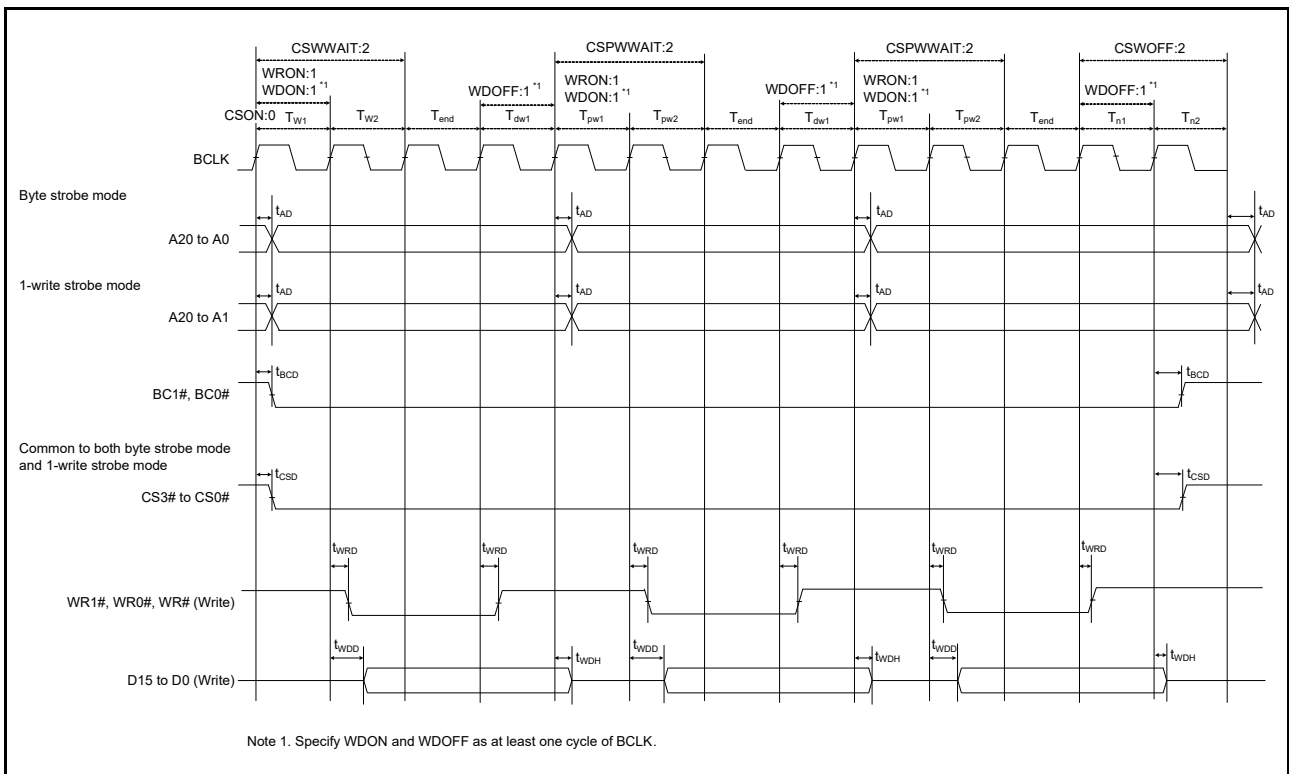 CSWWAIT:2 CSPWWAIT:2 CSPWWAIT:2 CSWOFF:2
WRON:1 WRON:1 WRON:1
WDON:1 *1 WDOFF:1 *1 WDON:1 *1 WDOFF:1 *1 WDON:1 *1 WDOFF:1 *1
CSON:0 TW1 TW2 Tend Tdw1 Tpw1 Tpw2 Tend Tdw1 Tpw1 Tpw2 Tend Tn1 Tn2
BCLK
Byte strobe mode
tAD tAD tAD tAD
A20 to A0
1-write strobe mode
tAD tAD tAD tAD
A20 to A1
tBCD tBCD
BC1#, BC0#
Common to both byte strobe mode
and 1-write strobe mode
tCSD tCSD
CS3# to CS0#
tWRD tWRD tWRD tWRD tWRD tWRD
WR1#, WR0#, WR# (Write)
tWDD tWDH tWDD tWDH tWDD tWDH
D15 to D0 (Write)
Note 1. Specify WDON and WDOFF as at least one cycle of BCLK.